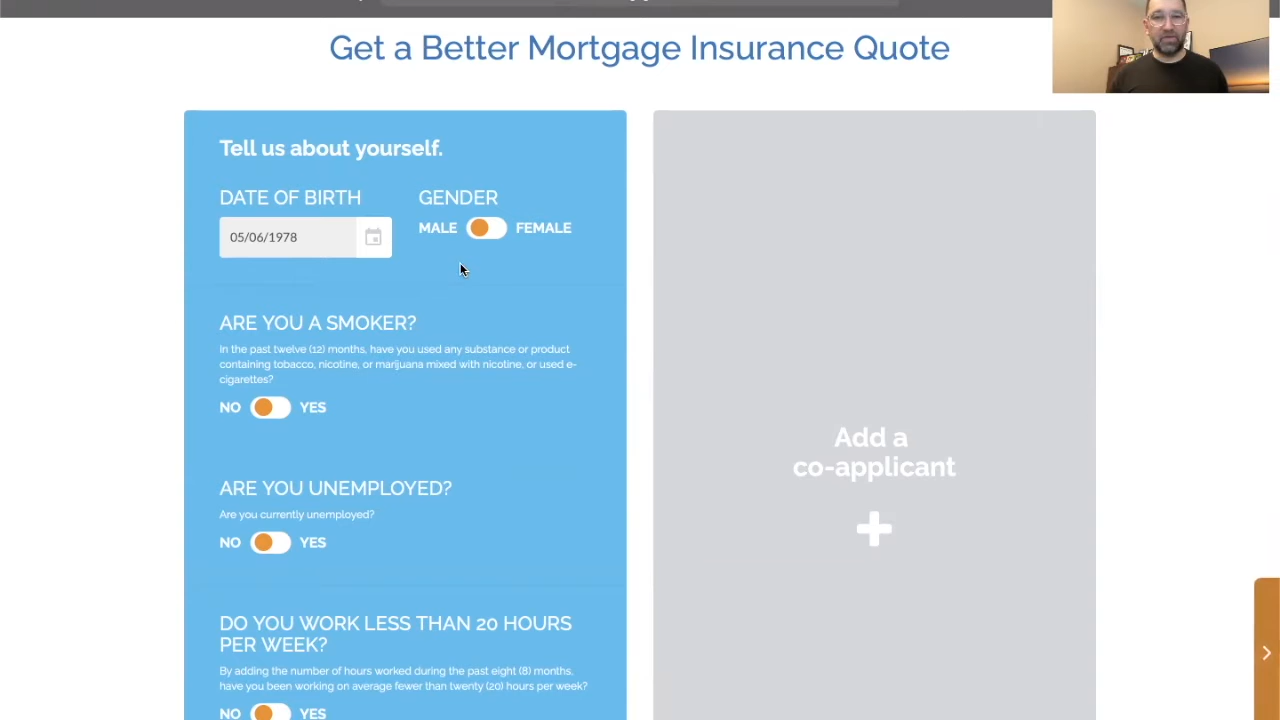 Get a Better Mortgage Insurance Quote
Tell us about yourself.
DATE OF BIRTH
GENDER
05/06/1978
MALE
FEMALE
ARE YOU A SMOKER?
In the past twelve (12) months, have you used any substance or product
containing tobacco, nicotine, or marijuana mixed with nicotine, or used e-
cigarettes?
NO
YES
ARE YOU UNEMPLOYED?
Are you currently unemployed?
NO
YES
DO YOU WORK LESS THAN 20 HOURS
PER WEEK?
By adding the number of hours worked during the past eight (8) months,
have you been working on average fewer than twenty (20) hours per week?
NO
YES
Add a
co-applicant